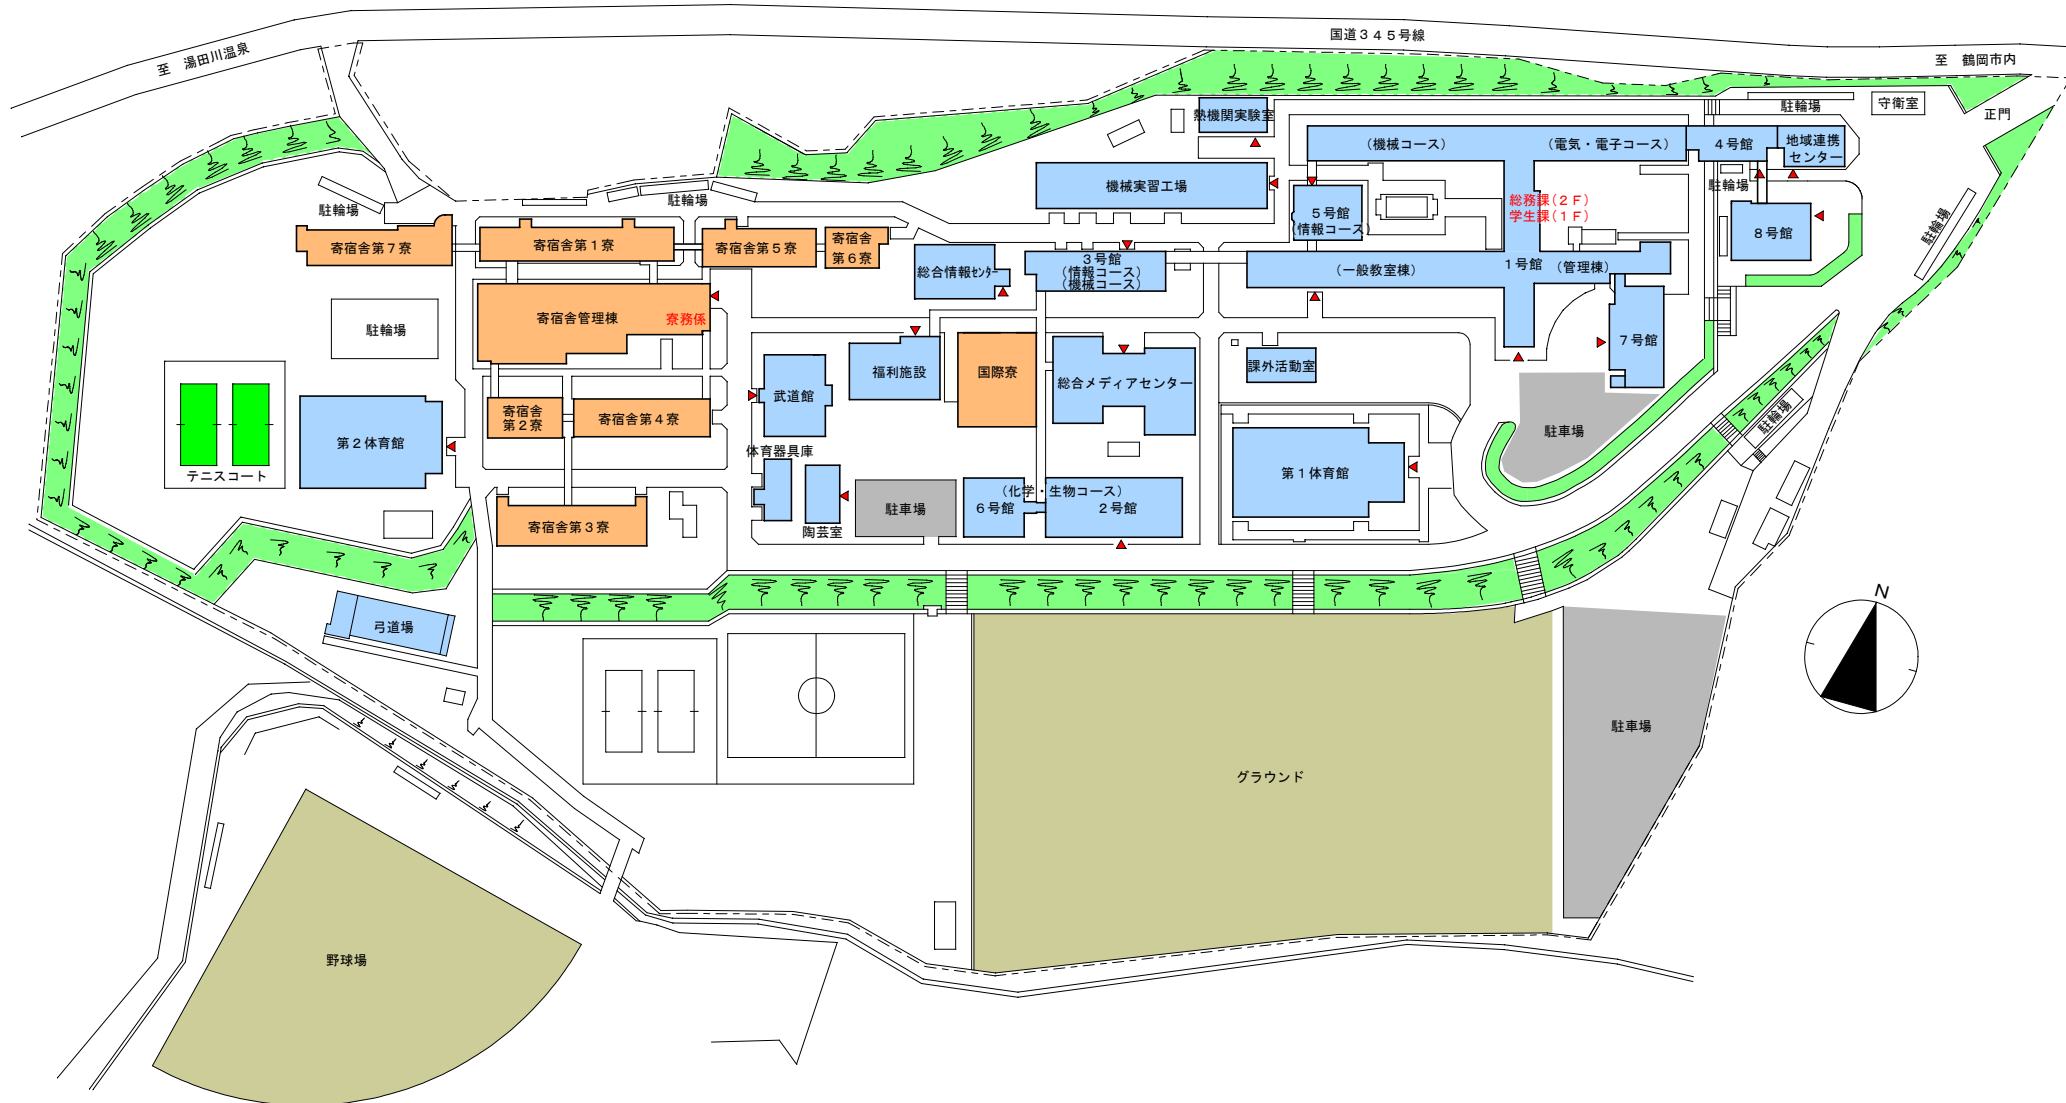 国道３４５号線
至　湯田川温泉
至　鶴岡市内
正門
守衛室
駐輪場
熱機関実験室
(機械コース)
(電気・電子コース)
４号館
地域連携
センター
機械実習工場
駐輪場
駐輪場
駐輪場
駐輪場
５号館
(情報コース)
総務課(２Ｆ)
学生課(１Ｆ)
８号館
寄宿舎第７寮
寄宿舎第１寮
寄宿舎第５寮
寄宿舎
第６寮
総合情報センター
３号館
(情報コース)
(機械コース)
(一般教室棟)
１号館
(管理棟)
寄宿舎管理棟
寮務係
駐輪場
７号館
福利施設
国際寮
総合メディアセンター
課外活動室
武道館
寄宿舎
第２寮
寄宿舎第４寮
駐車場
駐輪場
第２体育館
テニスコート
体育器具庫
第１体育館
(化学・生物コース)
６号館
２号館
駐車場
陶芸室
寄宿舎第３寮
弓道場
N
駐車場
グラウンド
野球場